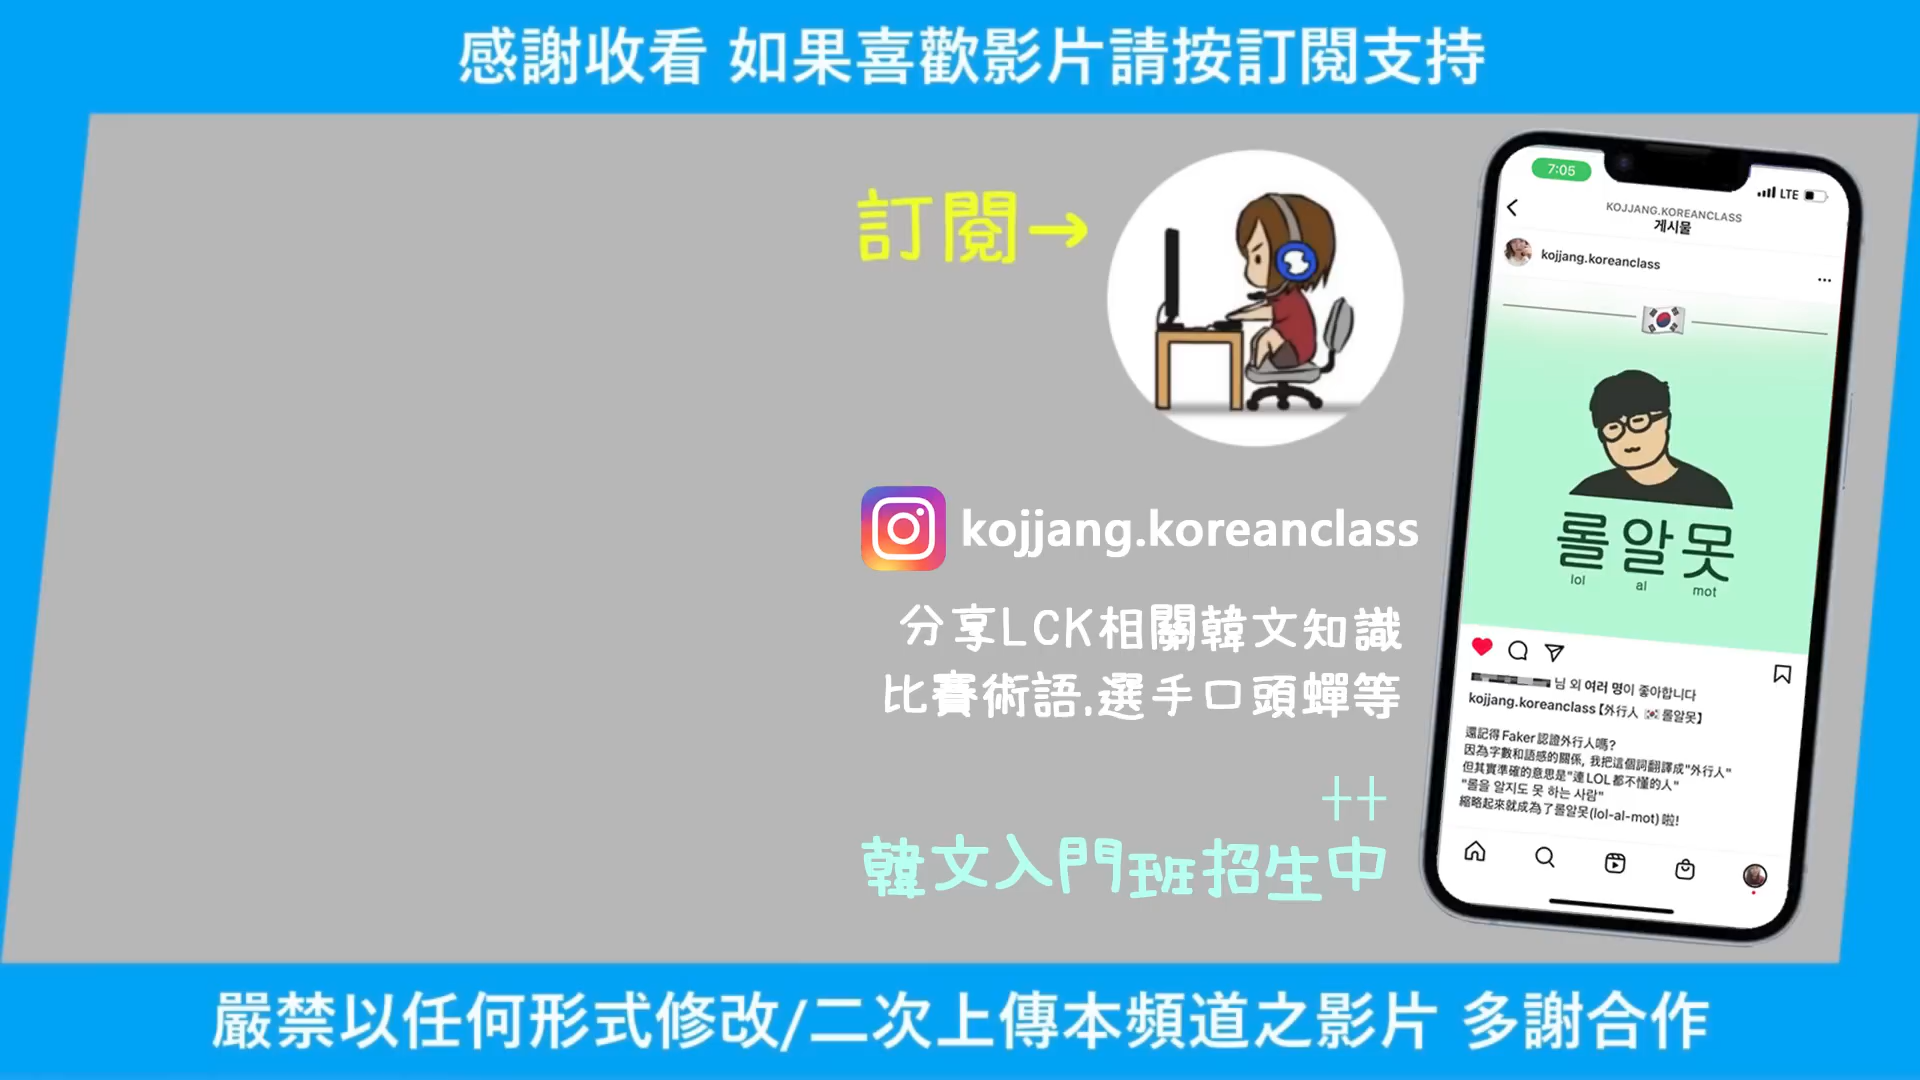 感謝收看 如果喜歡影片請按訂閱支持
訂閱→
kojjang.koreanclass
分享LCK相關韓文知識
比賽術語.選手口頭蟬等
韓文入門班招生中
7:05
LTE
KOJJANG.KOREANCLASS
게시물
kojjang.koreanclass
롤알못
lol al mot
님 외 여러 명이 좋아합니다
kojjang.koreanclass【外行人 🇰🇷 롤알못】
還記得Faker認證外行人嗎?
因為字數和語感的關係, 我把這個詞翻譯成"外行人"
但其實準確的意思是"連LOL都不懂的人"
"롤을 알지도 못 하는 사람"
縮略起來就成為了롤알못(lol-al-mot)啦!
嚴禁以任何形式修改/二次上傳本頻道之影片 多謝合作